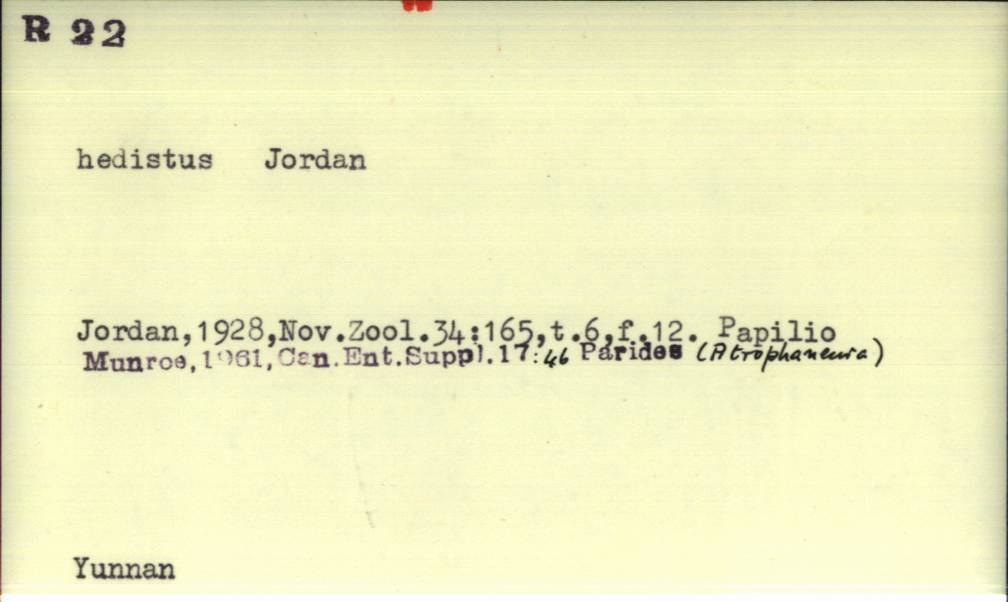 R 22
hedistus Jordan
Jordan,1928,Nov.Zool.34:165,t.6,f.12. Papilio
Munroe,1961,Can.Ent.Suppl.17:46 Parides (Atrophaneura)
Yunnan